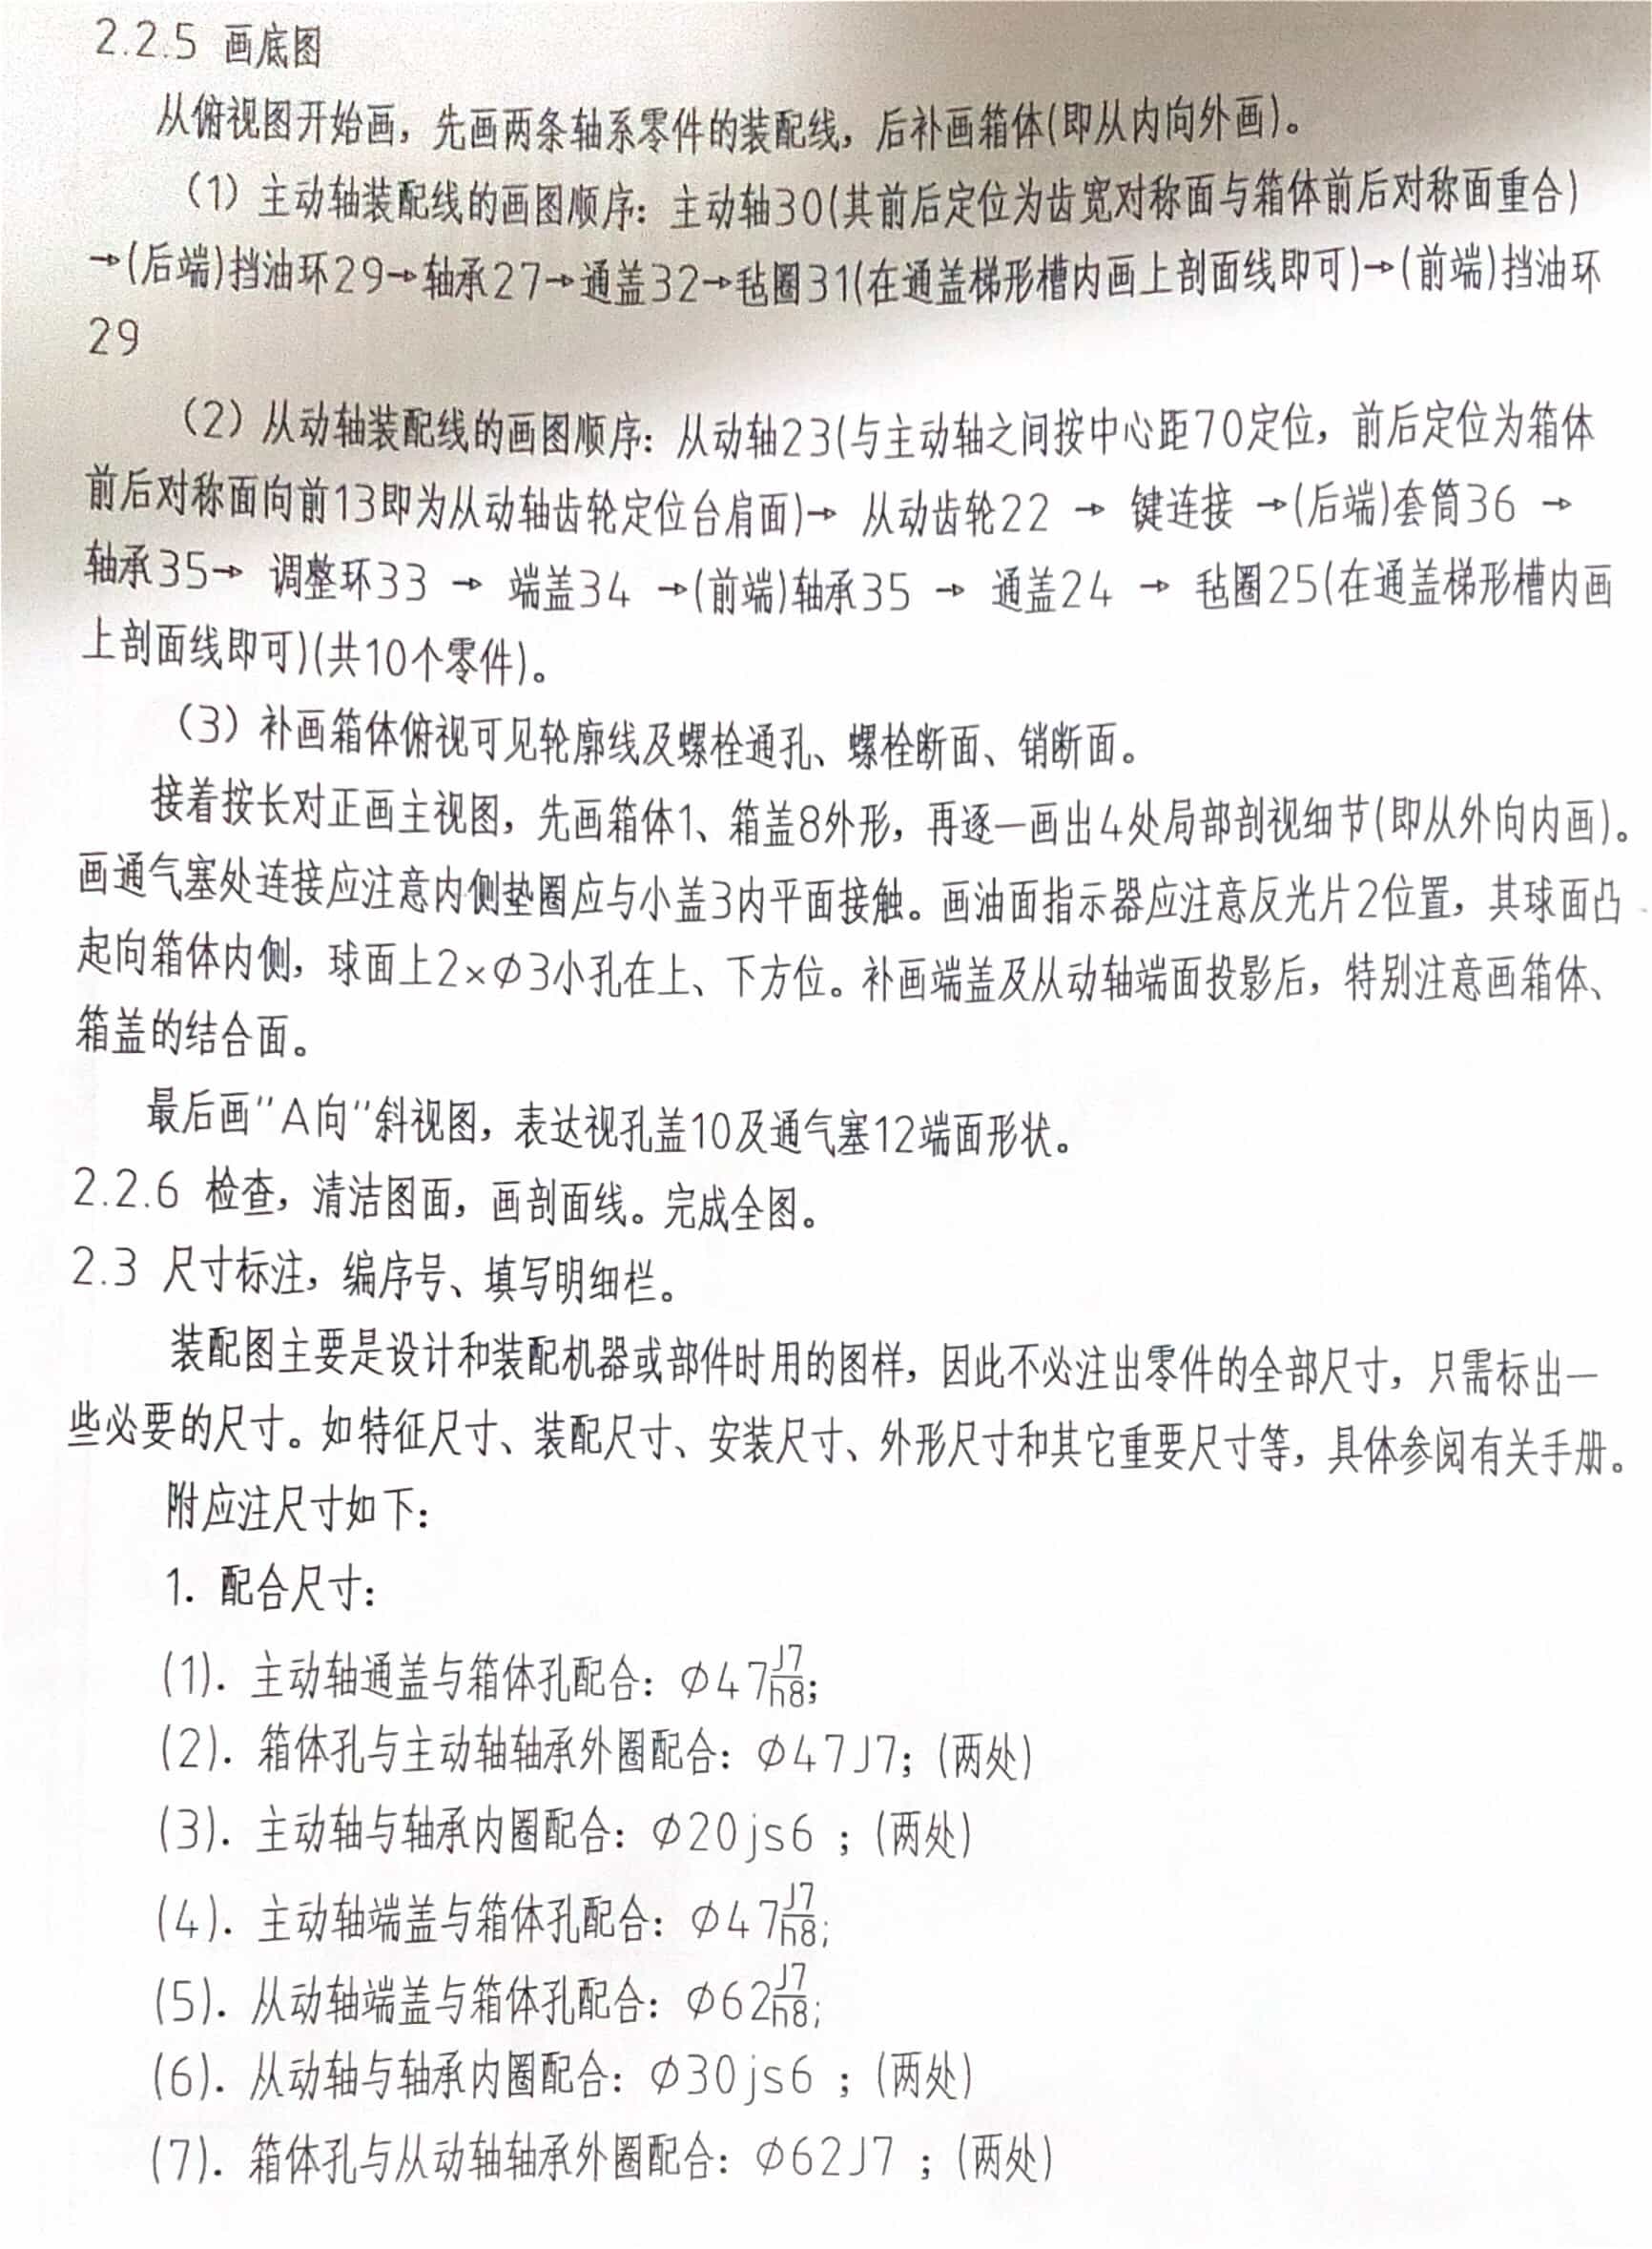 2.2.5 画底图
从俯视图开始画，先画两条轴系零件的装配线，后补画箱体(即从内向外画)。
(1) 主动轴装配线的画图顺序：主动轴30(其前后定位为齿宽对称面与箱体前后对称面重合)
→(后端)挡油环29→轴承27→通盖32→毡圈31(在通盖梯形槽内画上剖面线即可)→(前端)挡油环
29
(2) 从动轴装配线的画图顺序：从动轴23(与主动轴之间按中心距70定位，前后定位为箱体
前后对称面向前13即为从动轴齿轮定位台肩面)→ 从动齿轮22 → 键连接 →(后端)套筒36 →
轴承35→ 调整环33 → 端盖34 →(前端)轴承35 → 通盖24 → 毡圈25(在通盖梯形槽内画
上剖面线即可)(共10个零件)。
(3) 补画箱体俯视可见轮廓线及螺栓通孔、螺栓断面、销断面。
接着按长对正画主视图，先画箱体1、箱盖8外形，再逐一画出4处局部剖视细节(即从外向内画)。
画通气塞处连接应注意内侧垫圈应与小盖3内平面接触。画油面指示器应注意反光片2位置，其球面凸
起向箱体内侧，球面上2×Φ3小孔在上、下方位。补画端盖及从动轴端面投影后，特别注意画箱体、
箱盖的结合面。
最后画"A向"斜视图，表达视孔盖10及通气塞12端面形状。
2.2.6 检查，清洁图面，画剖面线。完成全图。
2.3 尺寸标注，编序号、填写明细栏。
装配图主要是设计和装配机器或部件时用的图样，因此不必注出零件的全部尺寸，只需标出一
些必要的尺寸。如特征尺寸、装配尺寸、安装尺寸、外形尺寸和其它重要尺寸等，具体参阅有关手册。
附应注尺寸如下：
1. 配合尺寸：
(1). 主动轴通盖与箱体孔配合：Φ47J7/h8;
(2). 箱体孔与主动轴轴承外圈配合：Φ47J7;(两处)
(3). 主动轴与轴承内圈配合：Φ20js6 ;(两处)
(4). 主动轴端盖与箱体孔配合：Φ47J7/h8;
(5). 从动轴端盖与箱体孔配合：Φ62J7/h8;
(6). 从动轴与轴承内圈配合：Φ30js6 ;(两处)
(7). 箱体孔与从动轴轴承外圈配合：Φ62J7 ;(两处)